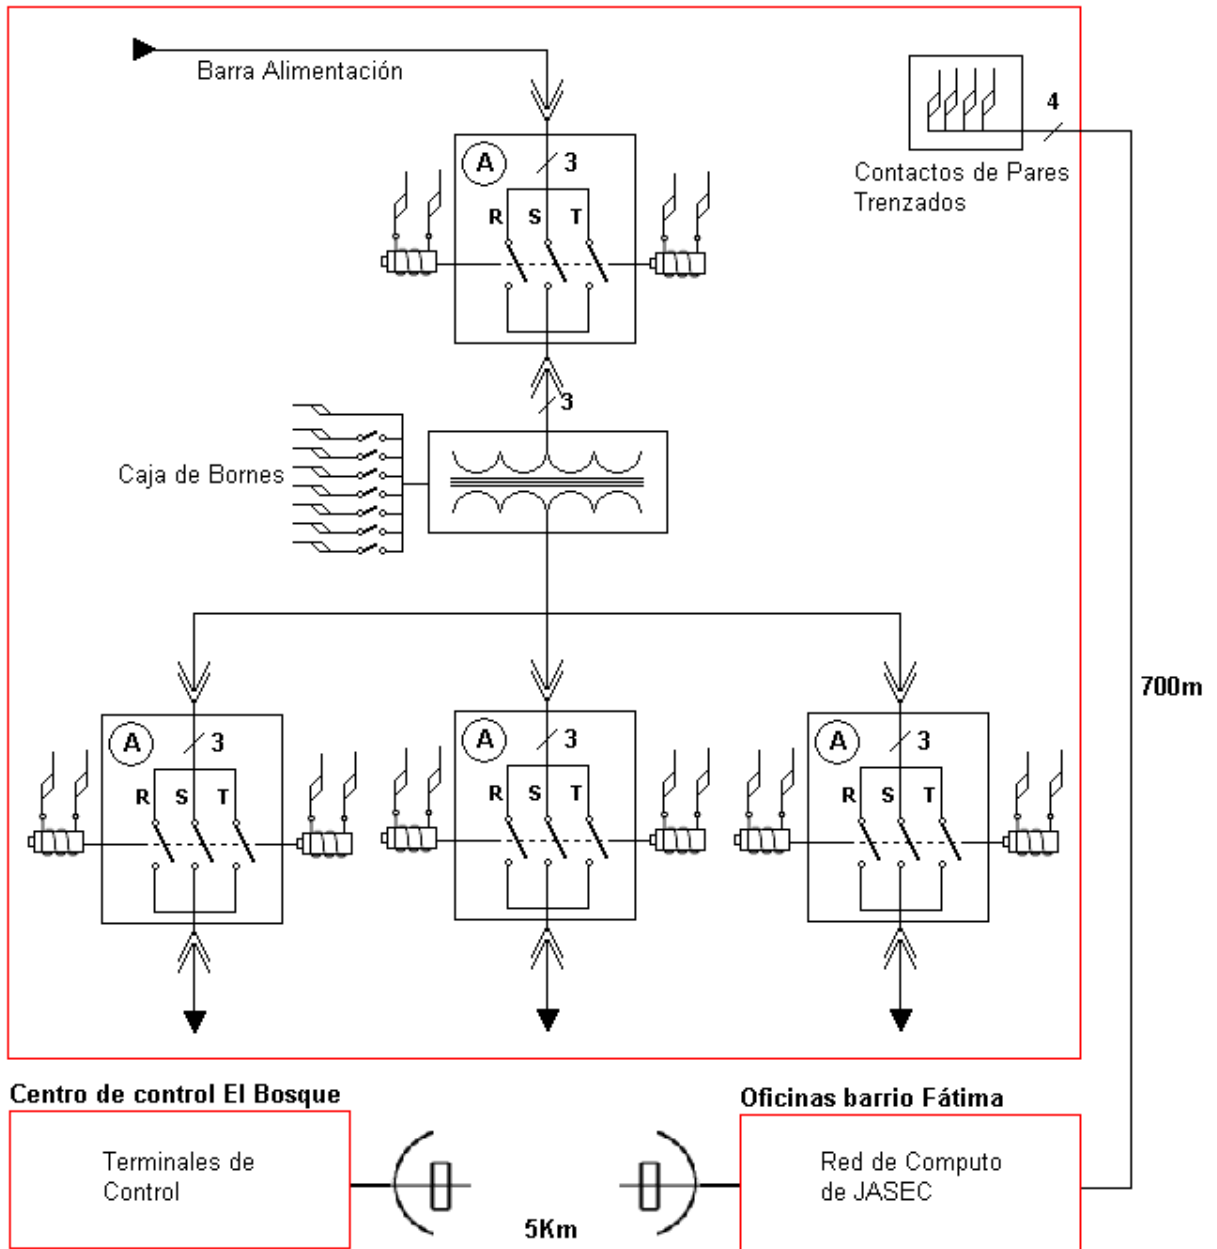 Barra Alimentación
4
Contactos de Pares
Trenzados
A
3
R S T
3
Caja de Bornes
700m
A
3
R S T
A
3
R S T
A
3
R S T
Centro de control El Bosque
Oficinas barrio Fátima
Terminales de
Control
Red de Computo
de JASEC
5Km